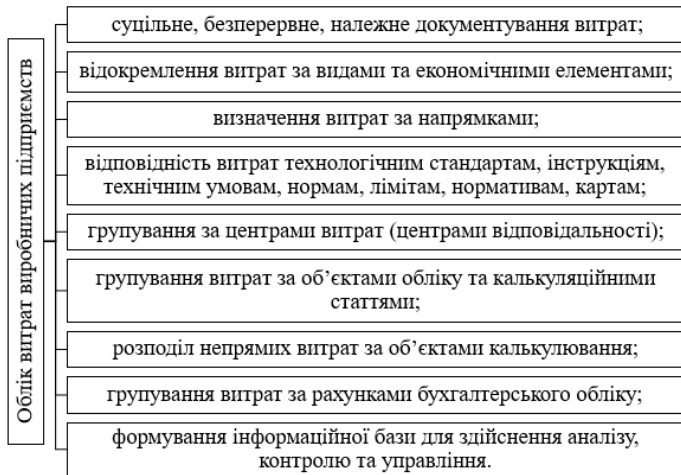 Облік витрат виробничих підприємств
суцільне, безперервне, належне документування витрат;
відокремлення витрат за видами та економічними елементами;
визначення витрат за напрямками;
відповідність витрат технологічним стандартам, інструкціям,
технічним умовам, нормам, лімітам, нормативам, картам;
групування за центрами витрат (центрами відповідальності);
групування витрат за об’єктами обліку та калькуляційними
статтями;
розподіл непрямих витрат за об’єктами калькулювання;
групування витрат за рахунками бухгалтерського обліку;
формування інформаційної бази для здійснення аналізу,
контролю та управління.